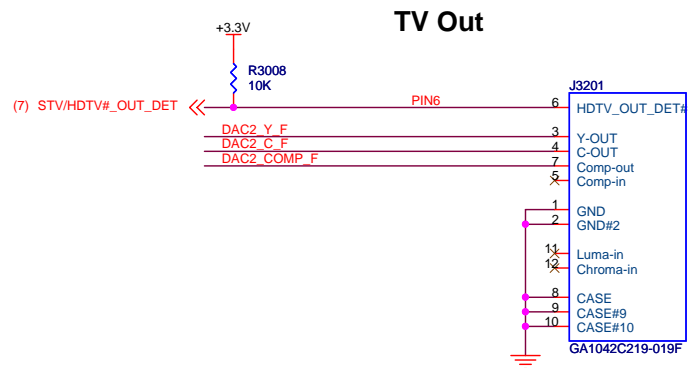 TV Out
+3.3V
R3008
10K
J3201
(7) STV/HDTV#_OUT_DET
PIN6
6 HDTV_OUT_DET#
DAC2_Y_F
3 Y-OUT
DAC2_C_F
4 C-OUT
DAC2_COMP_F
7 Comp-out
5 Comp-in
1 GND
2 GND#2
11 Luma-in
12 Chroma-in
8 CASE
9 CASE#9
10 CASE#10
GA1042C219-019F